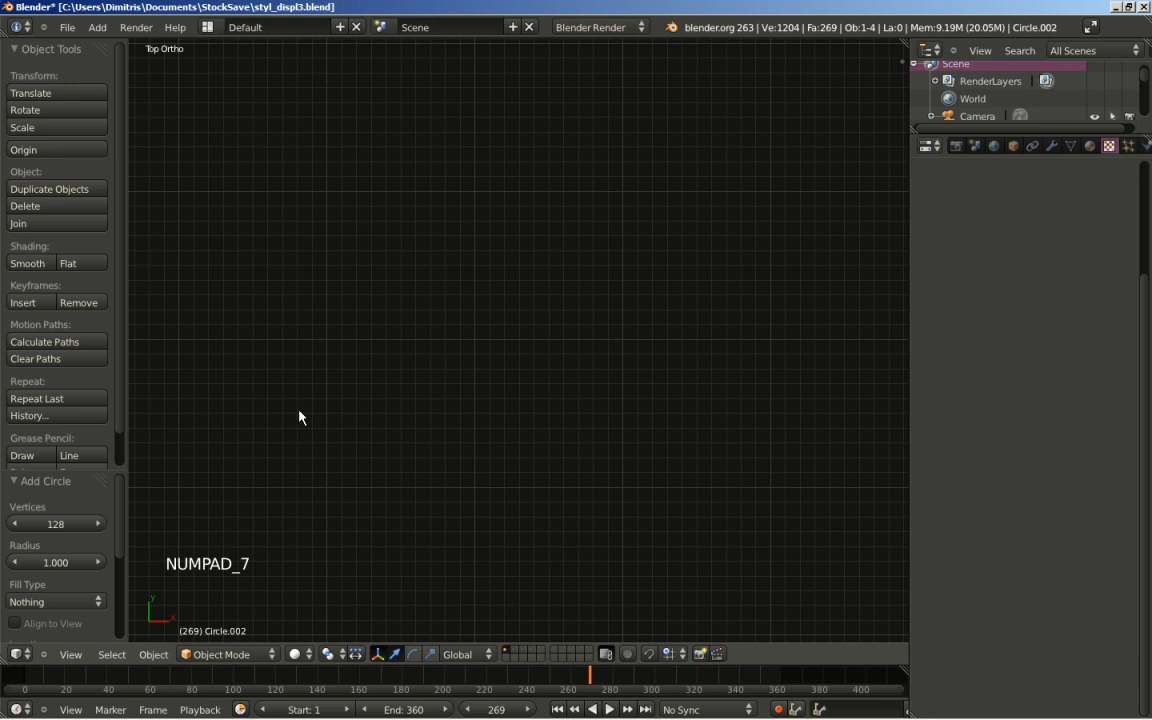 Blender* [C:\Users\Dimitris\Documents\StockSave\styl_displ3.blend]
File Add Render Help Default Scene Blender Render blender.org 263 | Ve:1204 | Fa:269 | Ob:1-4 | La:0 | Mem:9.19M (20.05M) | Circle.002
Object Tools
Transform:
Translate
Rotate
Scale
Origin
Object:
Duplicate Objects
Delete
Join
Shading:
Smooth Flat
Keyframes:
Insert Remove
Motion Paths:
Calculate Paths
Clear Paths
Repeat:
Repeat Last
History...
Grease Pencil:
Draw Line
Add Circle
Vertices
128
Radius
1.000
Fill Type
Nothing
Align to View
Top Ortho
NUMPAD_7
y
x
(269) Circle.002
View Search All Scenes
Scene
RenderLayers
World
Camera
View Select Object Object Mode Global
0 20 40 60 80 100 120 140 160 180 200 220 240 260 280 300 320 340 360 380 400
View Marker Frame Playback Start: 1 End: 360 269 No Sync